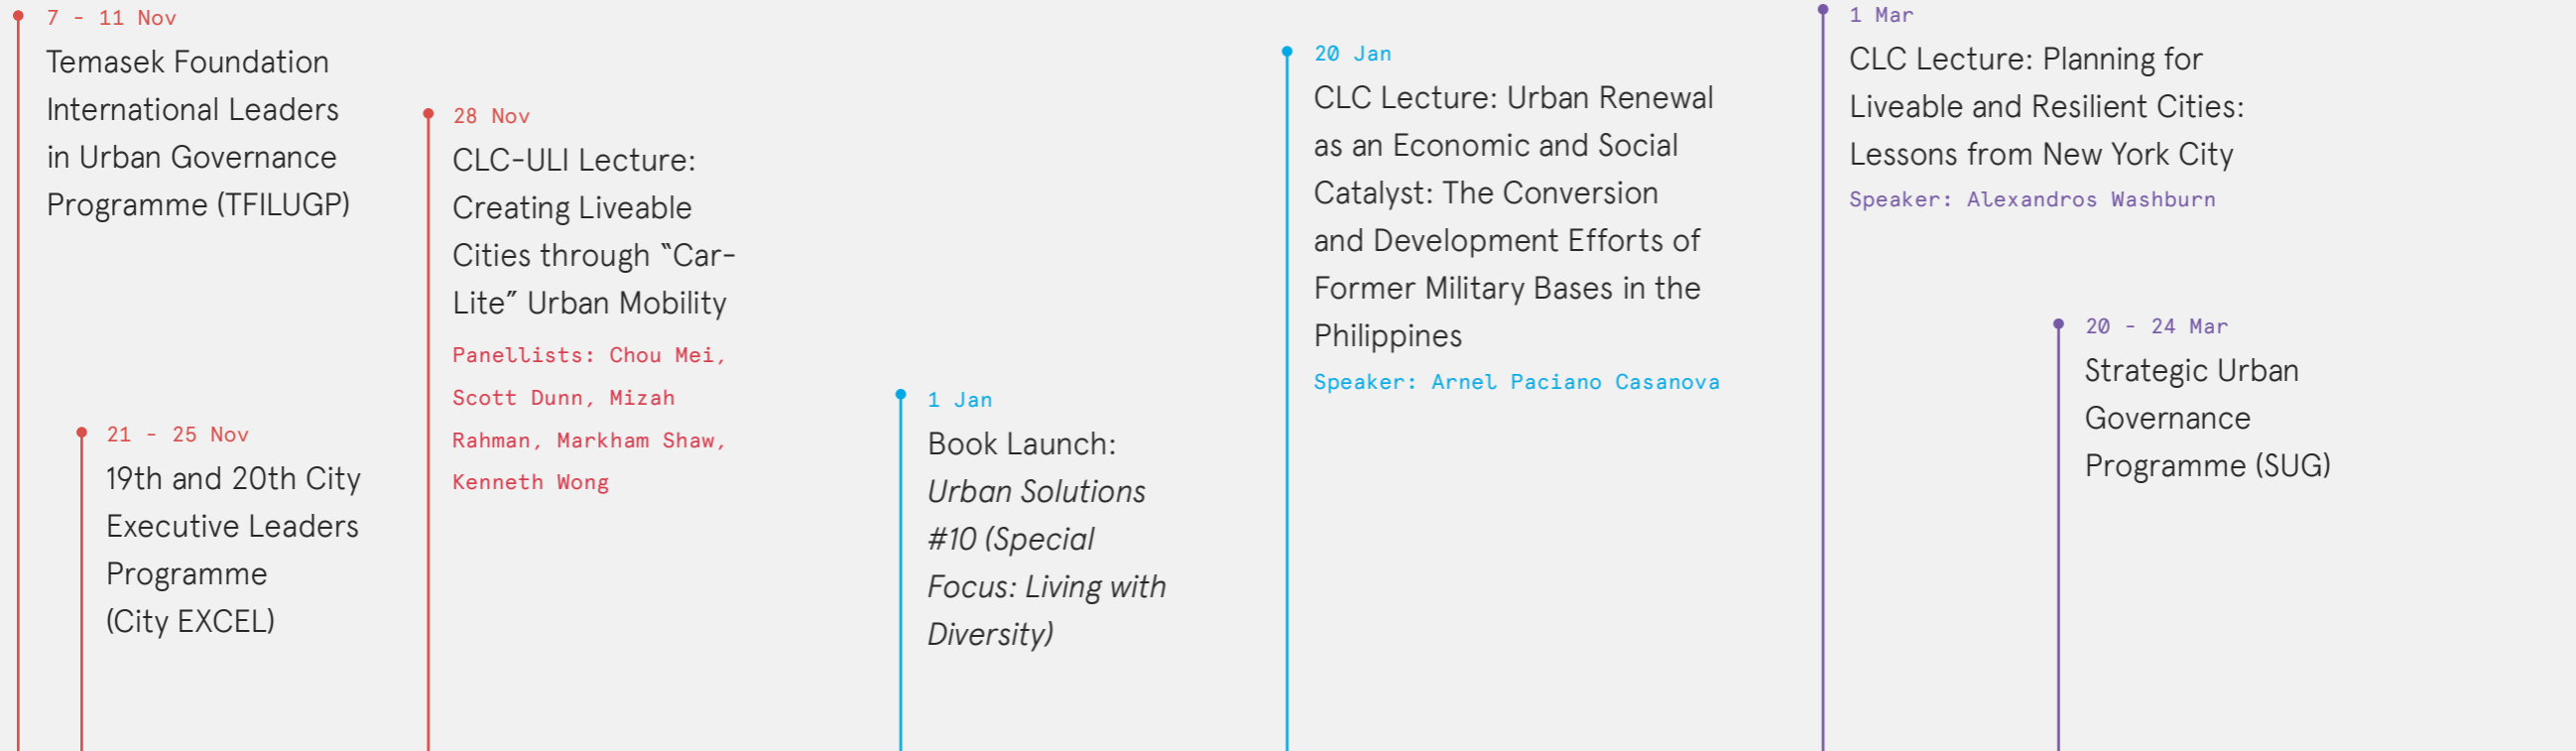 7 - 11 Nov
Temasek Foundation
International Leaders
in Urban Governance
Programme (TFILUGP)
21 - 25 Nov
19th and 20th City
Executive Leaders
Programme
(City EXCEL)
28 Nov
CLC-ULI Lecture:
Creating Liveable
Cities through “Car-
Lite” Urban Mobility
Panellists: Chou Mei,
Scott Dunn, Mizah
Rahman, Markham Shaw,
Kenneth Wong
1 Jan
Book Launch:
Urban Solutions
#10 (Special
Focus: Living with
Diversity)
20 Jan
CLC Lecture: Urban Renewal
as an Economic and Social
Catalyst: The Conversion
and Development Efforts of
Former Military Bases in the
Philippines
Speaker: Arnel Paciano Casanova
1 Mar
CLC Lecture: Planning for
Liveable and Resilient Cities:
Lessons from New York City
Speaker: Alexandros Washburn
20 - 24 Mar
Strategic Urban
Governance
Programme (SUG)